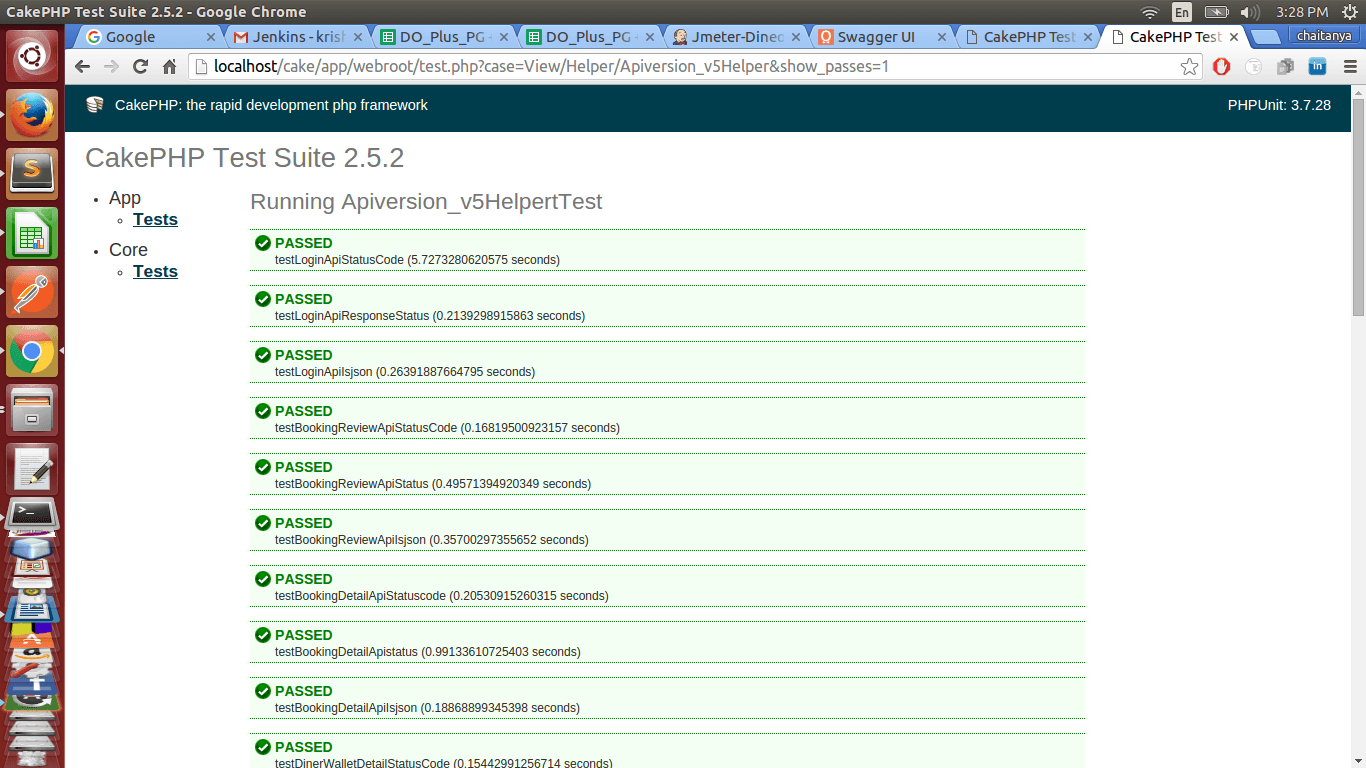 CakePHP Test Suite 2.5.2 - Google Chrome
En
3:28 PM
Google
Jenkins - krish
DO_Plus_PG -
DO_Plus_PG -
Jmeter-Dineo
Swagger UI
CakePHP Test
CakePHP Test
chaitanya
localhost/cake/app/webroot/test.php?case=View/Helper/Apiversion_v5Helper&show_passes=1
CakePHP: the rapid development php framework
PHPUnit: 3.7.28
CakePHP Test Suite 2.5.2
App
Tests
Core
Tests
Running Apiversion_v5HelpertTest
PASSED
testLoginApiStatusCode (5.7273280620575 seconds)
PASSED
testLoginApiResponseStatus (0.2139298915863 seconds)
PASSED
testLoginApiIsjson (0.26391887664795 seconds)
PASSED
testBookingReviewApiStatusCode (0.16819500923157 seconds)
PASSED
testBookingReviewApiStatus (0.49571394920349 seconds)
PASSED
testBookingReviewApiIsjson (0.35700297355652 seconds)
PASSED
testBookingDetailApiStatuscode (0.20530915260315 seconds)
PASSED
testBookingDetailApistatus (0.99133610725403 seconds)
PASSED
testBookingDetailApiIsjson (0.18868899345398 seconds)
PASSED
testDinerWalletDetailStatusCode (0.15442991256714 seconds)